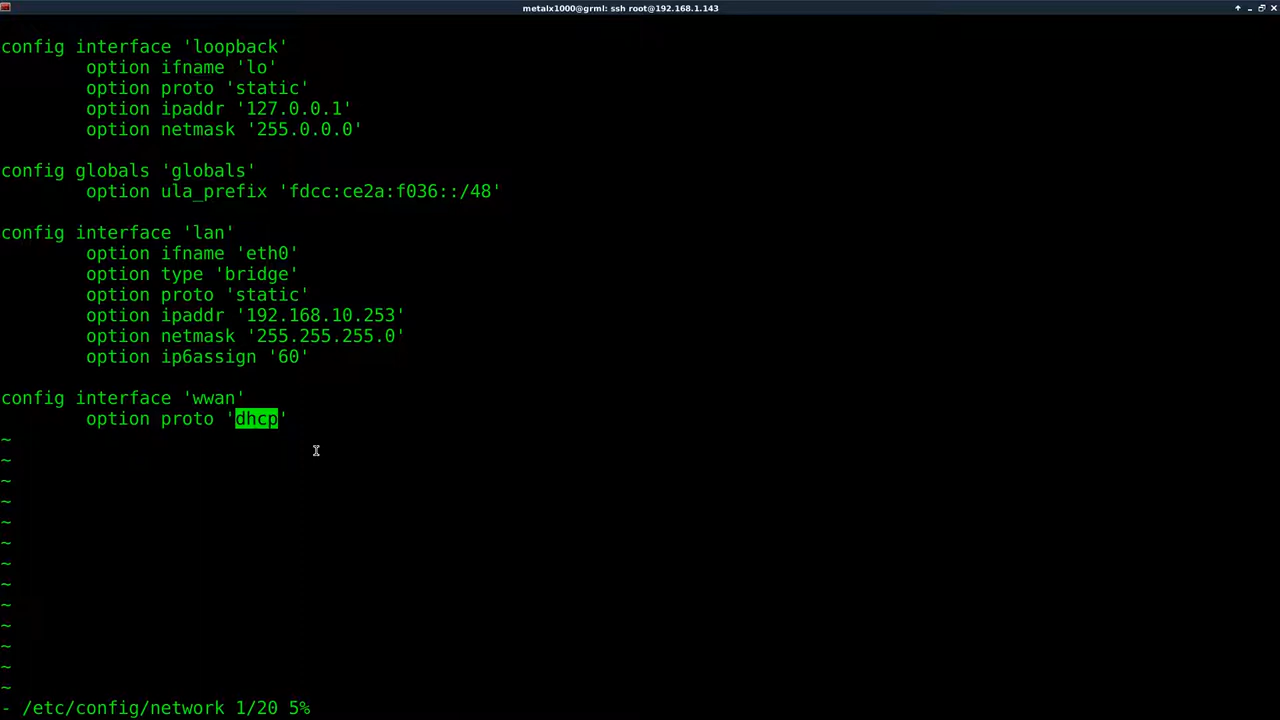 metalx1000@grml: ssh root@192.168.1.143
config interface 'loopback'
option ifname 'lo'
option proto 'static'
option ipaddr '127.0.0.1'
option netmask '255.0.0.0'
config globals 'globals'
option ula_prefix 'fdcc:ce2a:f036::/48'
config interface 'lan'
option ifname 'eth0'
option type 'bridge'
option proto 'static'
option ipaddr '192.168.10.253'
option netmask '255.255.255.0'
option ip6assign '60'
config interface 'wwan'
option proto 'dhcp'
~
~
~
~
~
~
~
~
~
~
~
~
~
- /etc/config/network 1/20 5%